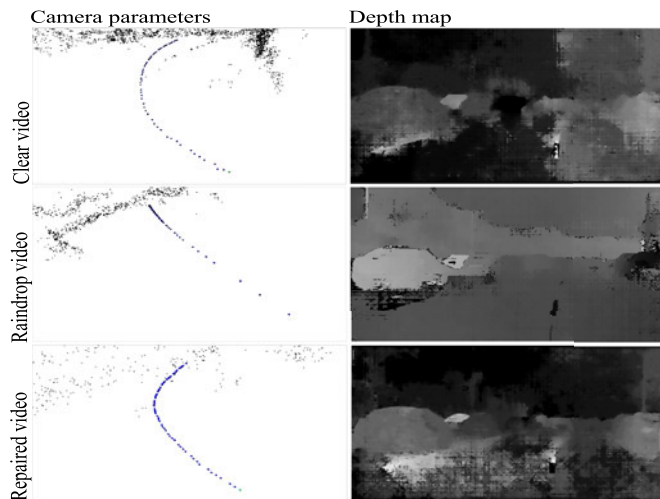 Camera parameters
Depth map
Clear video
Raindrop video
Repaired video